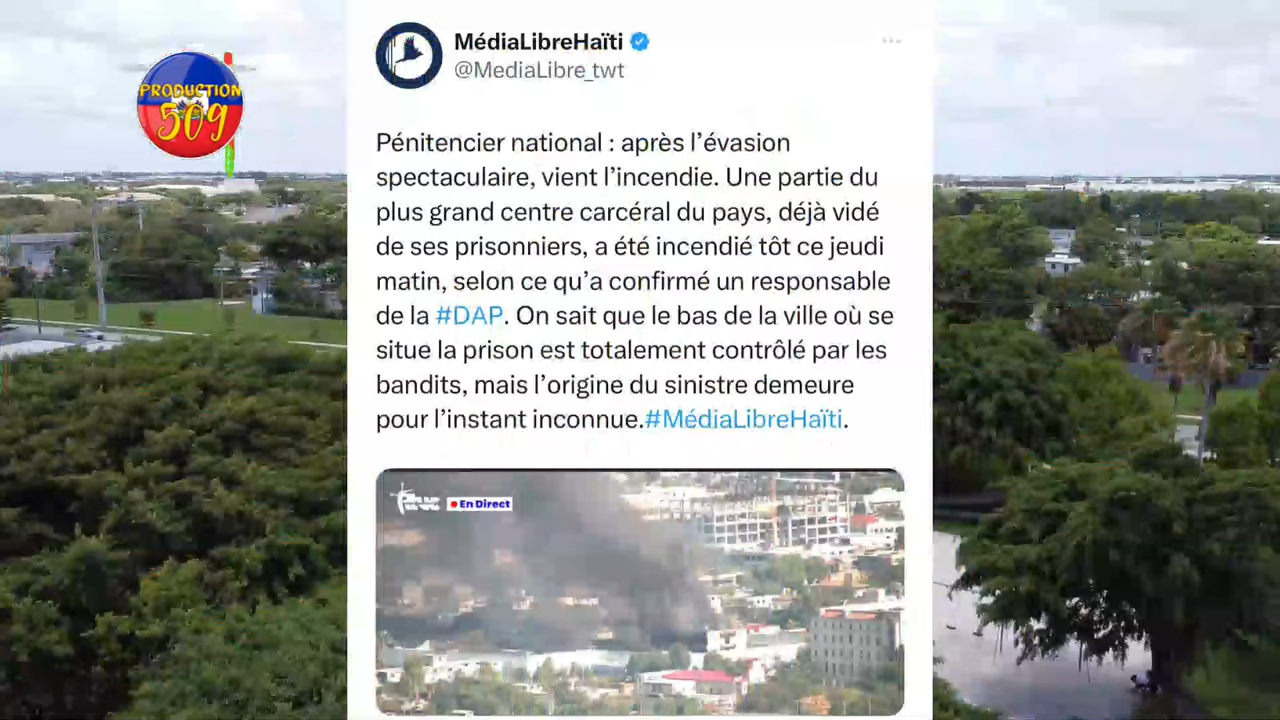 PRODUCTION
509
MédiaLibreHaïti
@MediaLibre_twt
Pénitencier national : après l’évasion
spectaculaire, vient l’incendie. Une partie du
plus grand centre carcéral du pays, déjà vidé
de ses prisonniers, a été incendié tôt ce jeudi
matin, selon ce qu’a confirmé un responsable
de la #DAP. On sait que le bas de la ville où se
situe la prison est totalement contrôlé par les
bandits, mais l’origine du sinistre demeure
pour l’instant inconnue.#MédiaLibreHaïti.
En Direct